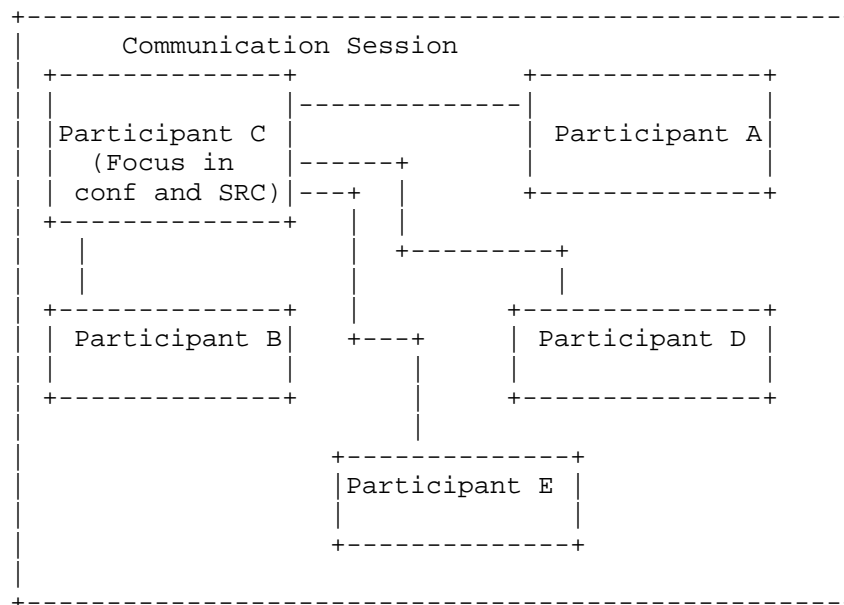 Communication Session
Participant C
Participant A
(Focus in
conf and SRC)
Participant B
Participant D
Participant E